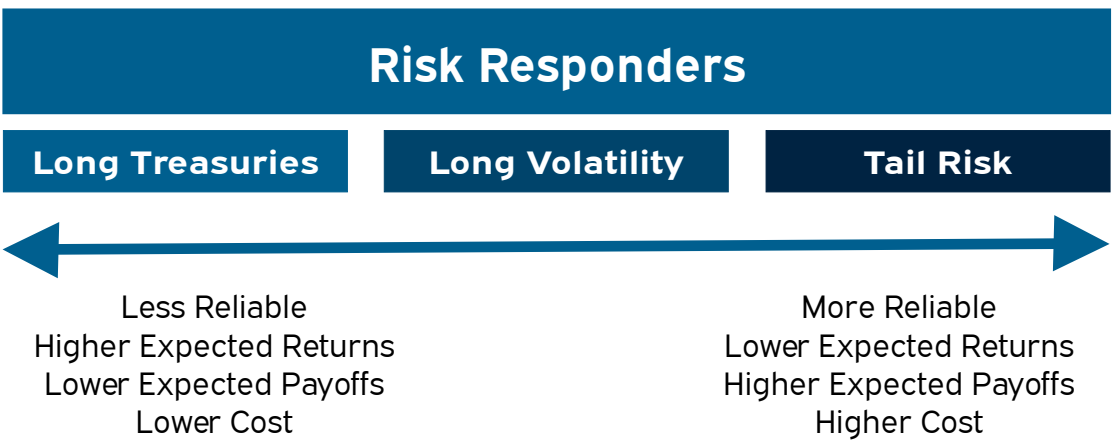 Risk Responders
Long Treasuries
Long Volatility
Tail Risk
Less Reliable
Higher Expected Returns
Lower Expected Payoffs
Lower Cost
More Reliable
Lower Expected Returns
Higher Expected Payoffs
Higher Cost